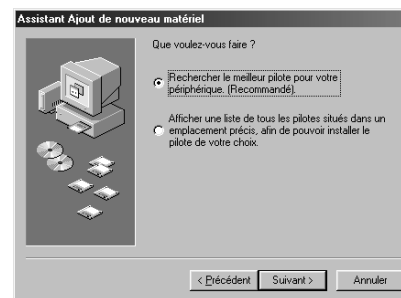 Assistant Ajout de nouveau matériel
Que voulez-vous faire ?
Rechercher le meilleur pilote pour votre
périphérique. (Recommandé).
Afficher une liste de tous les pilotes situés dans un
emplacement précis, afin de pouvoir installer le
pilote de votre choix.
< Précédent Suivant > Annuler